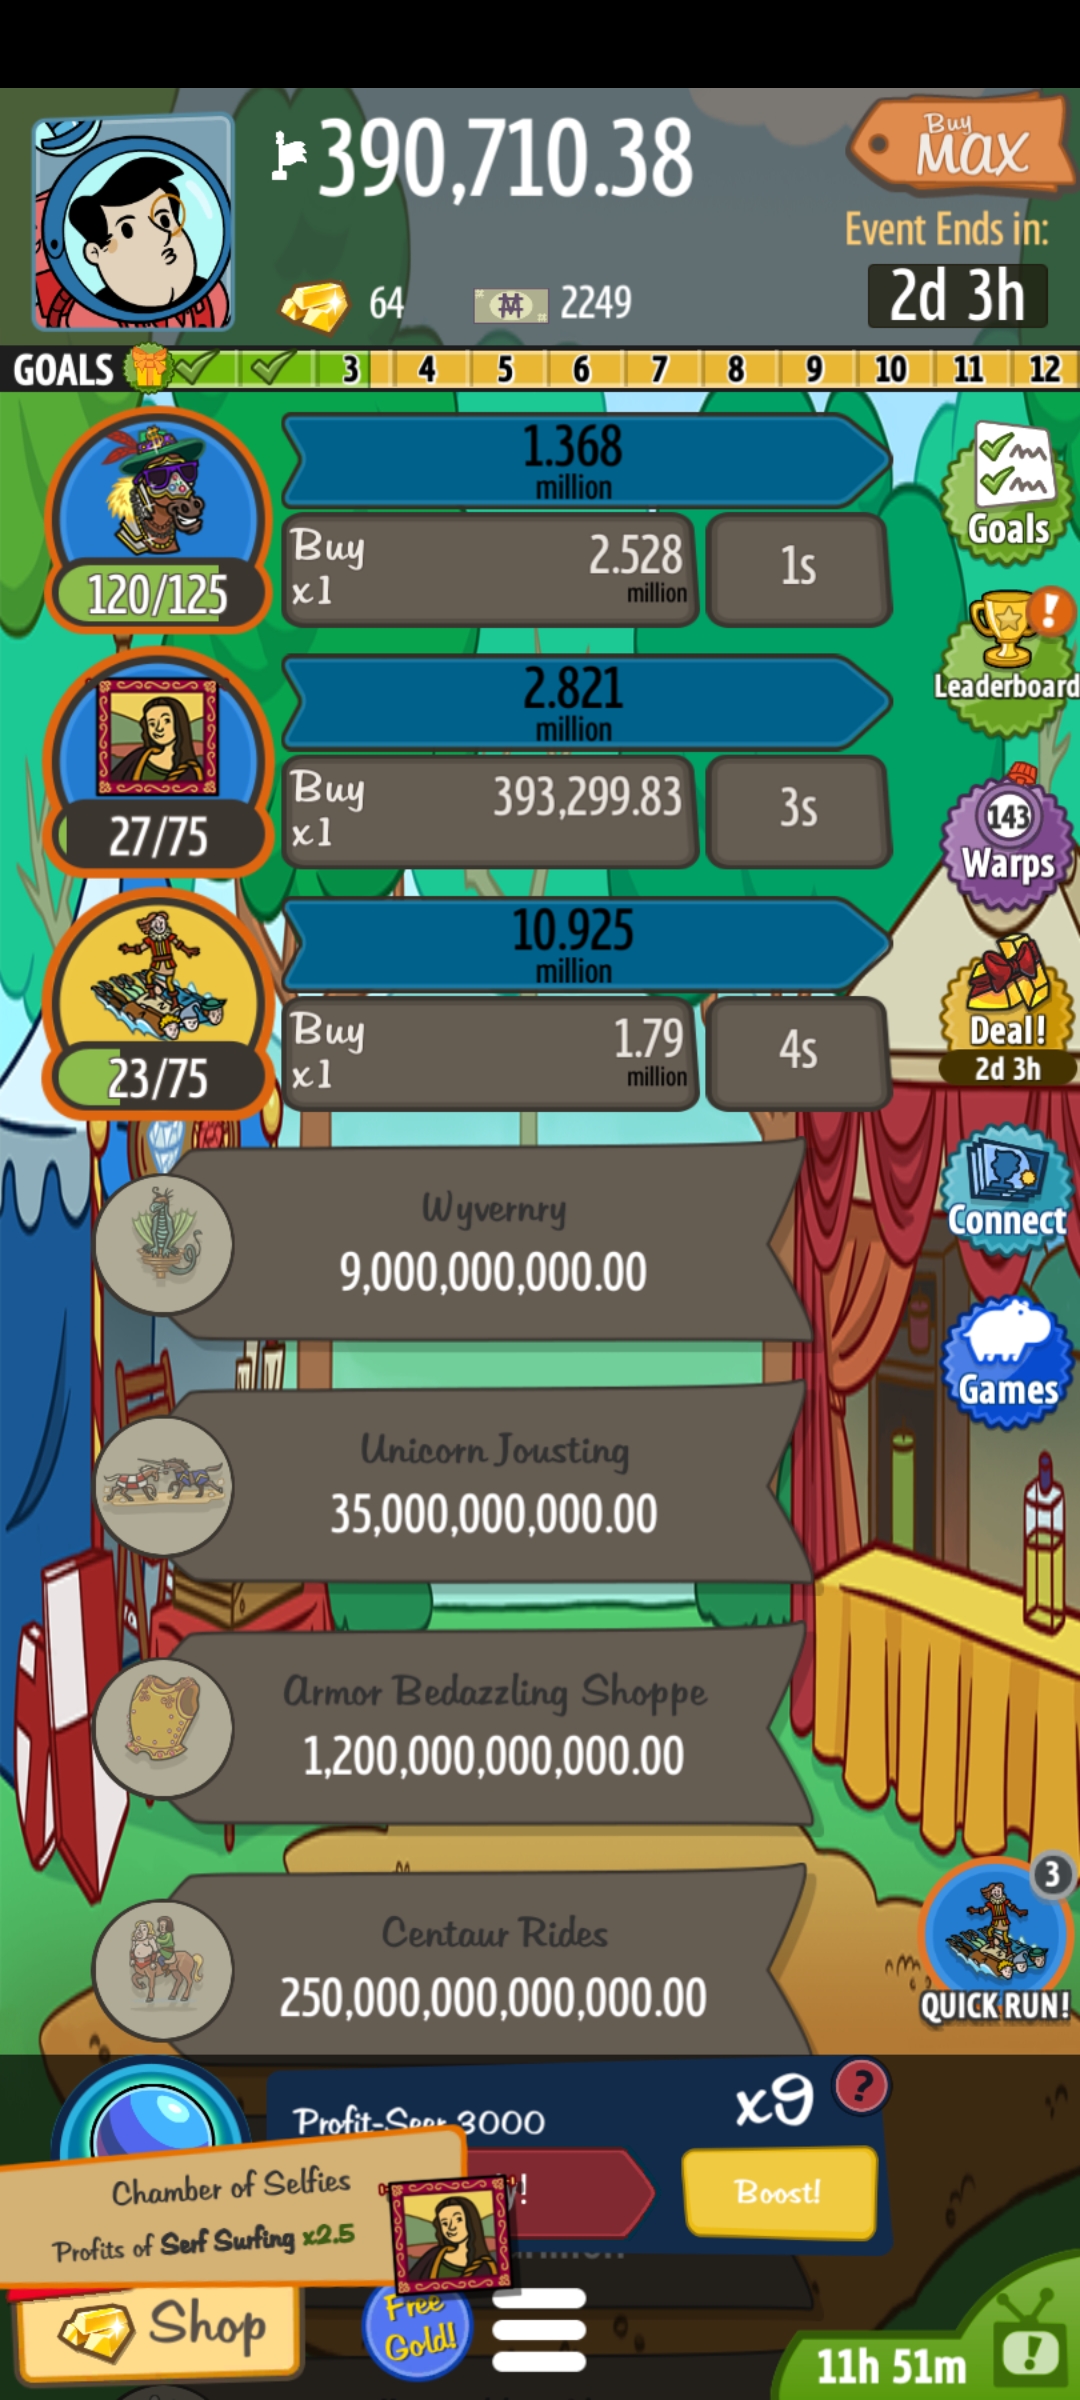 390,710.38
Buy
MAX
Event Ends in:
64
2249
2d 3h
GOALS 3 4 5 6 7 8 9 10 11 12
1.368
million
Buy
x1
2.528
million
1s
120/125
Goals
2.821
million
Leaderboard
Buy
x1
393,299.83
3s
27/75
143
Warps
10.925
million
Buy
x1
1.79
million
4s
23/75
Deal!
2d 3h
Wyvernry
9,000,000,000.00
Connect
Unicorn Jousting
35,000,000,000.00
Games
Armor Bedazzling Shoppe
1,200,000,000,000.00
Centaur Rides
250,000,000,000,000.00
3
QUICK RUN!
Profit-Seer 3000
x9
?
Boost!
Chamber of Selfies
Profits of Serf Surfing x2.5
Shop
Free
Gold!
11h 51m